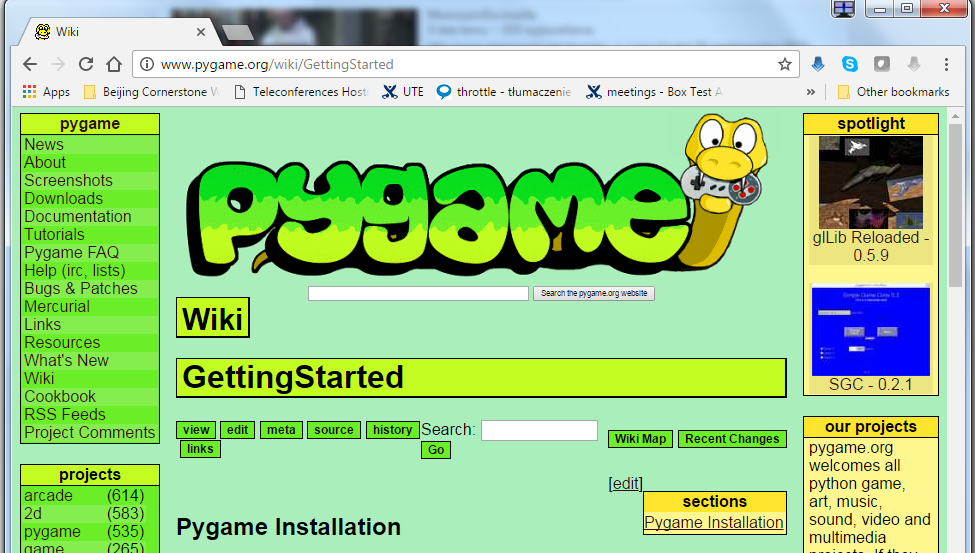 Wiki
www.pygame.org/wiki/GettingStarted
Apps
Beijing Cornerstone
Teleconferences Host
UTE
throttle - tłumaczenie
meetings - Box Test A
»
Other bookmarks
pygame
News
About
Screenshots
Downloads
Documentation
Tutorials
Pygame FAQ
Help (irc, lists)
Bugs & Patches
Mercurial
Links
Resources
What's New
Wiki
Cookbook
RSS Feeds
Project Comments
projects
arcade (614)
2d (583)
pygame (535)
game (265)
pygame
Search the pygame.org website
Wiki
GettingStarted
view edit meta source history
links
Search:
Go
Wiki Map Recent Changes
[edit]
sections
Pygame Installation
Pygame Installation
spotlight
glLib Reloaded -
0.5.9
SGC - 0.2.1
our projects
pygame.org
welcomes all
python game,
art, music,
sound, video and
multimedia
projects. If they